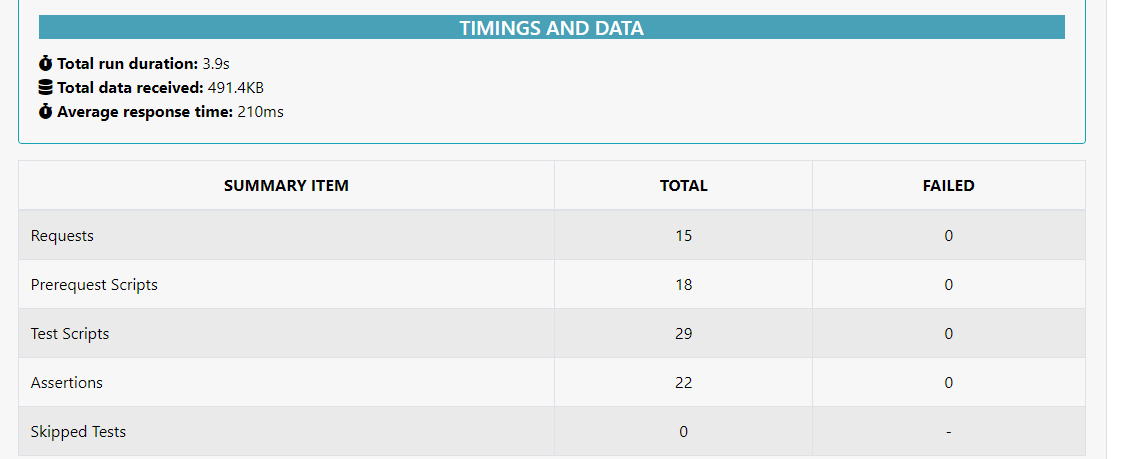 TIMINGS AND DATA
Total run duration: 3.9s
Total data received: 491.4KB
Average response time: 210ms
SUMMARY ITEM TOTAL FAILED
Requests 15 0
Prerequest Scripts 18 0
Test Scripts 29 0
Assertions 22 0
Skipped Tests 0 -